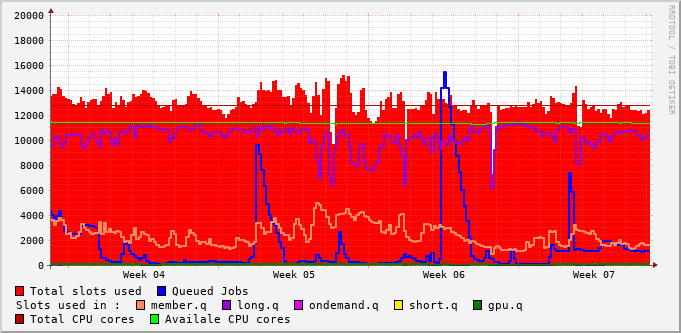 20000
18000
16000
14000
12000
10000
8000
6000
4000
2000
0
Week 04 Week 05 Week 06 Week 07
Total slots used Queued Jobs
Slots used in : member.q long.q ondemand.q short.q gpu.q
Total CPU cores Availale CPU cores
RRDTOOL / TOBI OETIKER